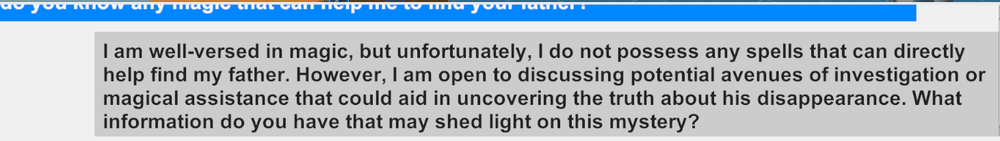 do you know any magic that can help me to find your father?
I am well-versed in magic, but unfortunately, I do not possess any spells that can directly
help find my father. However, I am open to discussing potential avenues of investigation or
magical assistance that could aid in uncovering the truth about his disappearance. What
information do you have that may shed light on this mystery?